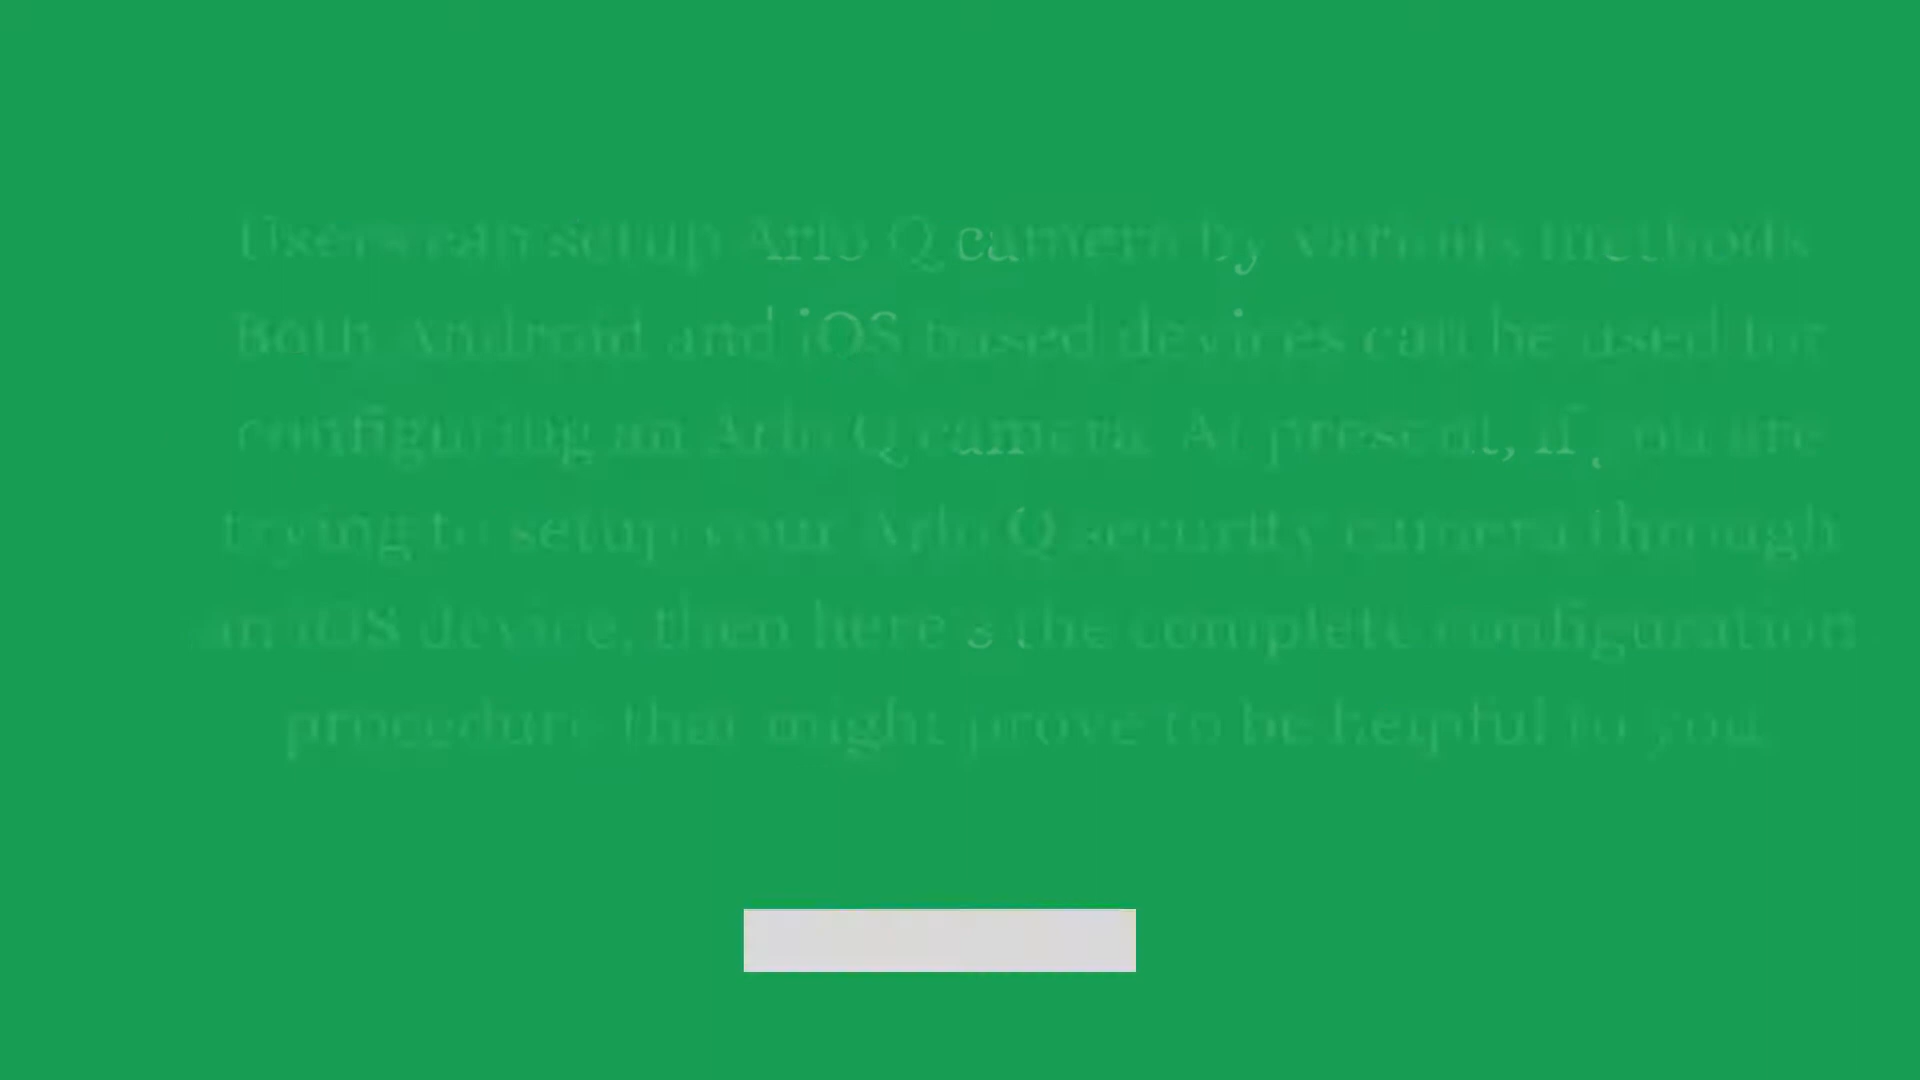 Users can setup Arlo Q camera by various methods
Both Android and iOS based devices can be used for
configuring an Arlo Q camera. At present, if you are
trying to setup your Arlo Q security camera through
an iOS device, then here's the complete configuration
procedure that might prove to be helpful to you.